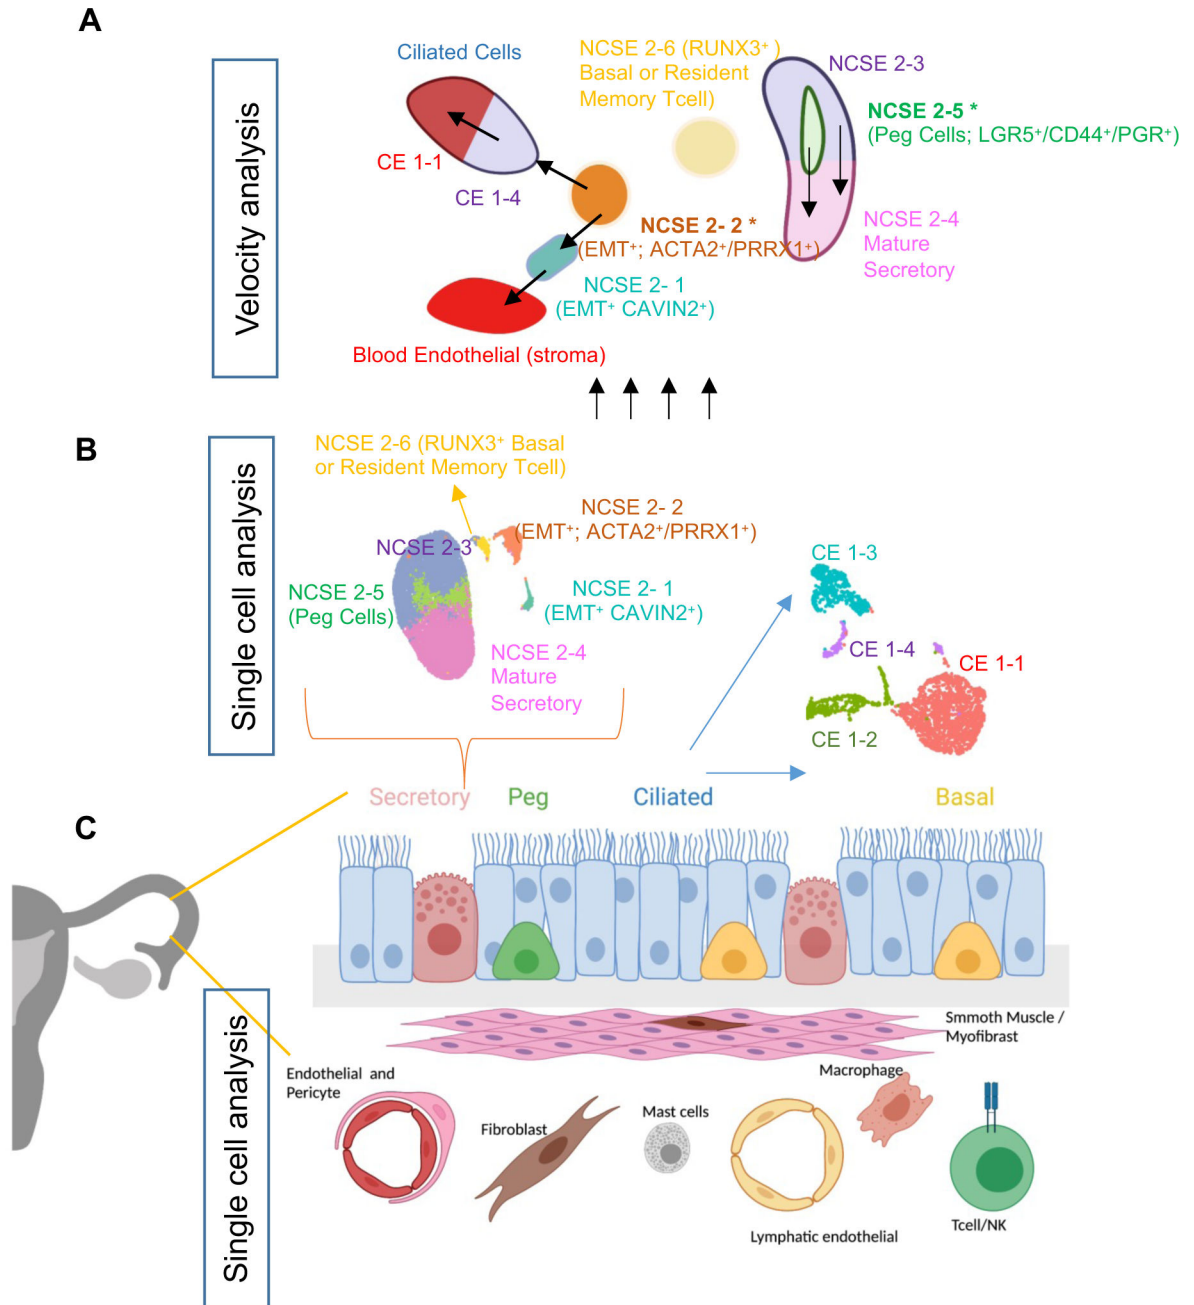 A
Velocity analysis
Ciliated Cells
NCSE 2-6 (RUNX3⁺ )
Basal or Resident
Memory Tcell)
NCSE 2-3
NCSE 2-5 *
(Peg Cells; LGR5⁺/CD44⁺/PGR⁺)
CE 1-1
CE 1-4
NCSE 2- 2 *
(EMT⁺; ACTA2⁺/PRRX1⁺)
NCSE 2-4
Mature
Secretory
NCSE 2- 1
(EMT⁺ CAVIN2⁺)
Blood Endothelial (stroma)
B
Single cell analysis
NCSE 2-6 (RUNX3⁺ Basal
or Resident Memory Tcell)
NCSE 2- 2
(EMT⁺; ACTA2⁺/PRRX1⁺)
NCSE 2-3
NCSE 2-5
(Peg Cells)
NCSE 2- 1
(EMT⁺ CAVIN2⁺)
NCSE 2-4
Mature
Secretory
CE 1-3
CE 1-4
CE 1-1
CE 1-2
C
Single cell analysis
Secretory
Peg
Ciliated
Basal
Smmoth Muscle /
Myofibrast
Endothelial and
Pericyte
Fibroblast
Mast cells
Macrophage
Lymphatic endothelial
Tcell/NK